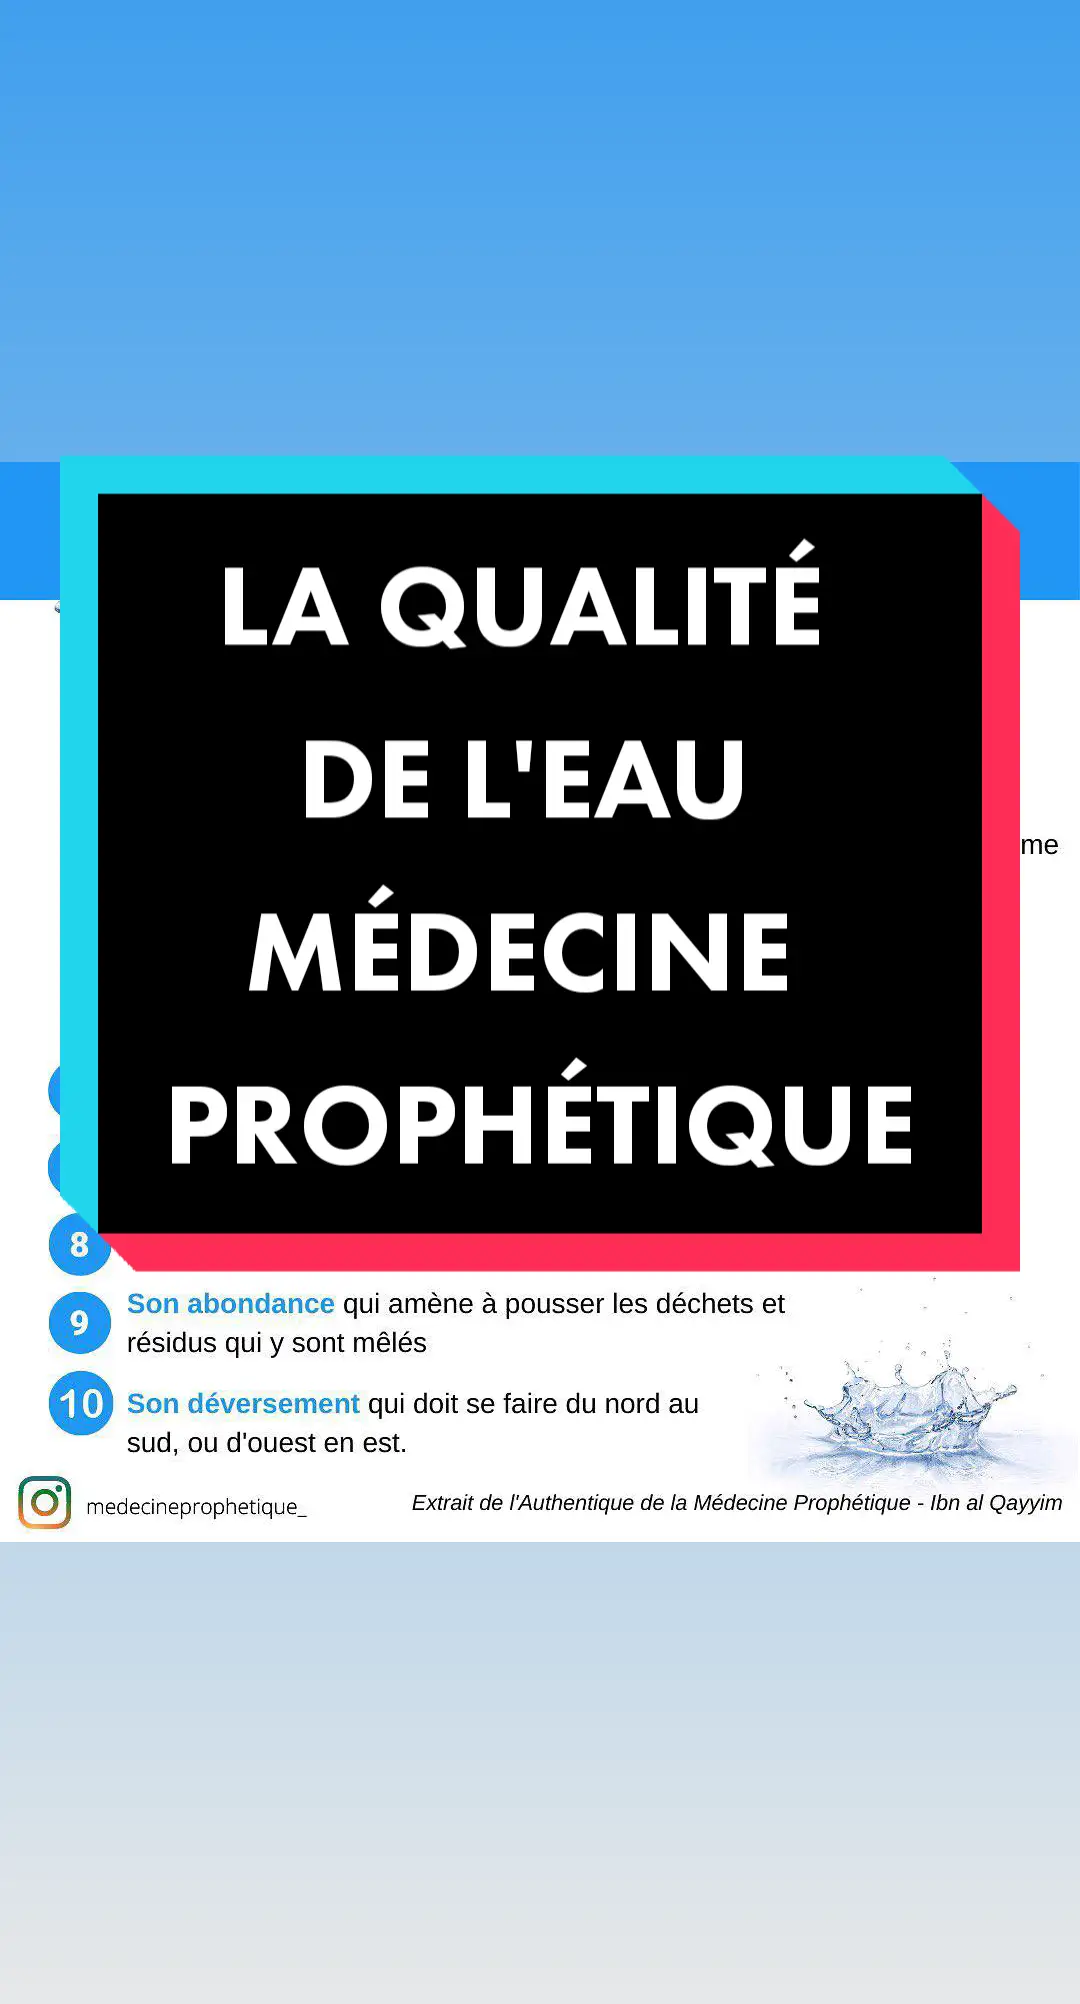 LA QUALITÉ
DE L'EAU
MÉDECINE
PROPHÉTIQUE
me
8
9
Son abondance qui amène à pousser les déchets et
résidus qui y sont mêlés
10
Son déversement qui doit se faire du nord au
sud, ou d'ouest en est.
medecineprophetique_
Extrait de l'Authentique de la Médecine Prophétique - Ibn al Qayyim